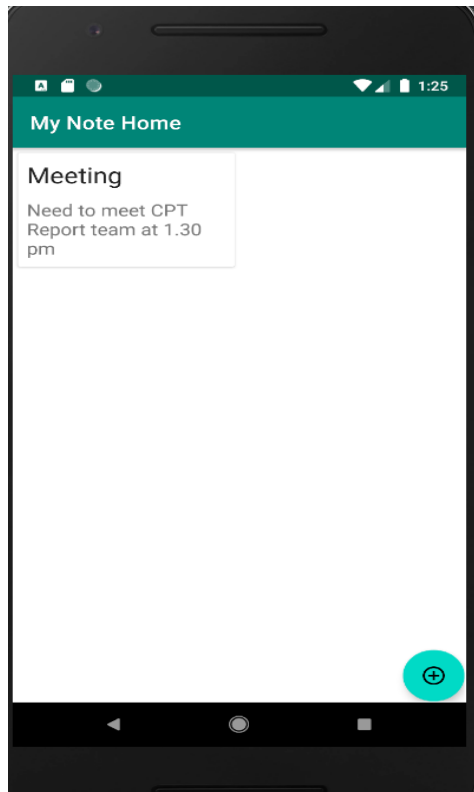 A
1:25
My Note Home
Meeting
Need to meet CPT
Report team at 1.30
pm